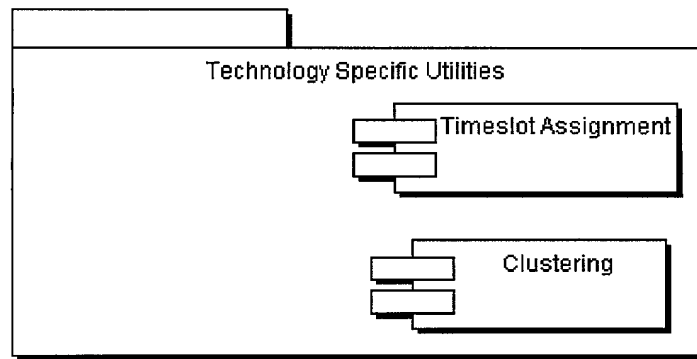 Technology Specific Utilities
Timeslot Assignment
Clustering